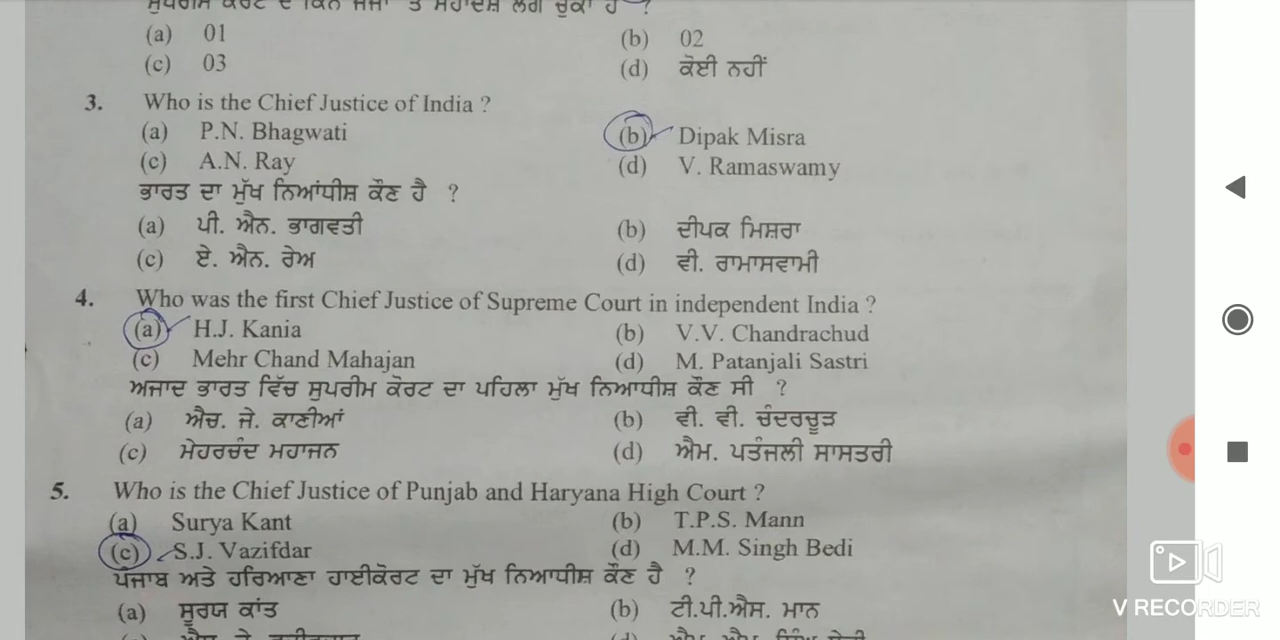 (a) 01 (b) 02
(c) 03 (d) ਕੋਈ ਨਹੀਂ
3. Who is the Chief Justice of India ?
(a) P.N. Bhagwati (b) Dipak Misra
(c) A.N. Ray (d) V. Ramaswamy
ਭਾਰਤ ਦਾ ਮੁੱਖ ਨਿਆਂਧੀਸ਼ ਕੌਣ ਹੈ ?
(a) ਪੀ. ਐਨ. ਭਾਗਵਤੀ (b) ਦੀਪਕ ਮਿਸ਼ਰਾ
(c) ਏ. ਐਨ. ਰੇਅ (d) ਵੀ. ਰਾਮਾਸਵਾਮੀ
4. Who was the first Chief Justice of Supreme Court in independent India ?
(a) H.J. Kania (b) V.V. Chandrachud
(c) Mehr Chand Mahajan (d) M. Patanjali Sastri
ਅਜਾਦ ਭਾਰਤ ਵਿੱਚ ਸੁਪਰੀਮ ਕੋਰਟ ਦਾ ਪਹਿਲਾ ਮੁੱਖ ਨਿਆਧੀਸ਼ ਕੌਣ ਸੀ ?
(a) ਐਚ. ਜੇ. ਕਾਣੀਆਂ (b) ਵੀ. ਵੀ. ਚੰਦਰਚੂੜ
(c) ਮੇਹਰਚੰਦ ਮਹਾਜਨ (d) ਐਮ. ਪਤੰਜਲੀ ਸਾਸਤਰੀ
5. Who is the Chief Justice of Punjab and Haryana High Court ?
(a) Surya Kant (b) T.P.S. Mann
(c) S.J. Vazifdar (d) M.M. Singh Bedi
ਪੰਜਾਬ ਅਤੇ ਹਰਿਆਣਾ ਹਾਈਕੋਰਟ ਦਾ ਮੁੱਖ ਨਿਆਧੀਸ਼ ਕੌਣ ਹੈ ?
(a) ਸੂਰਯ ਕਾਂਤ (b) ਟੀ.ਪੀ.ਐਸ. ਮਾਨ
V RECORDER